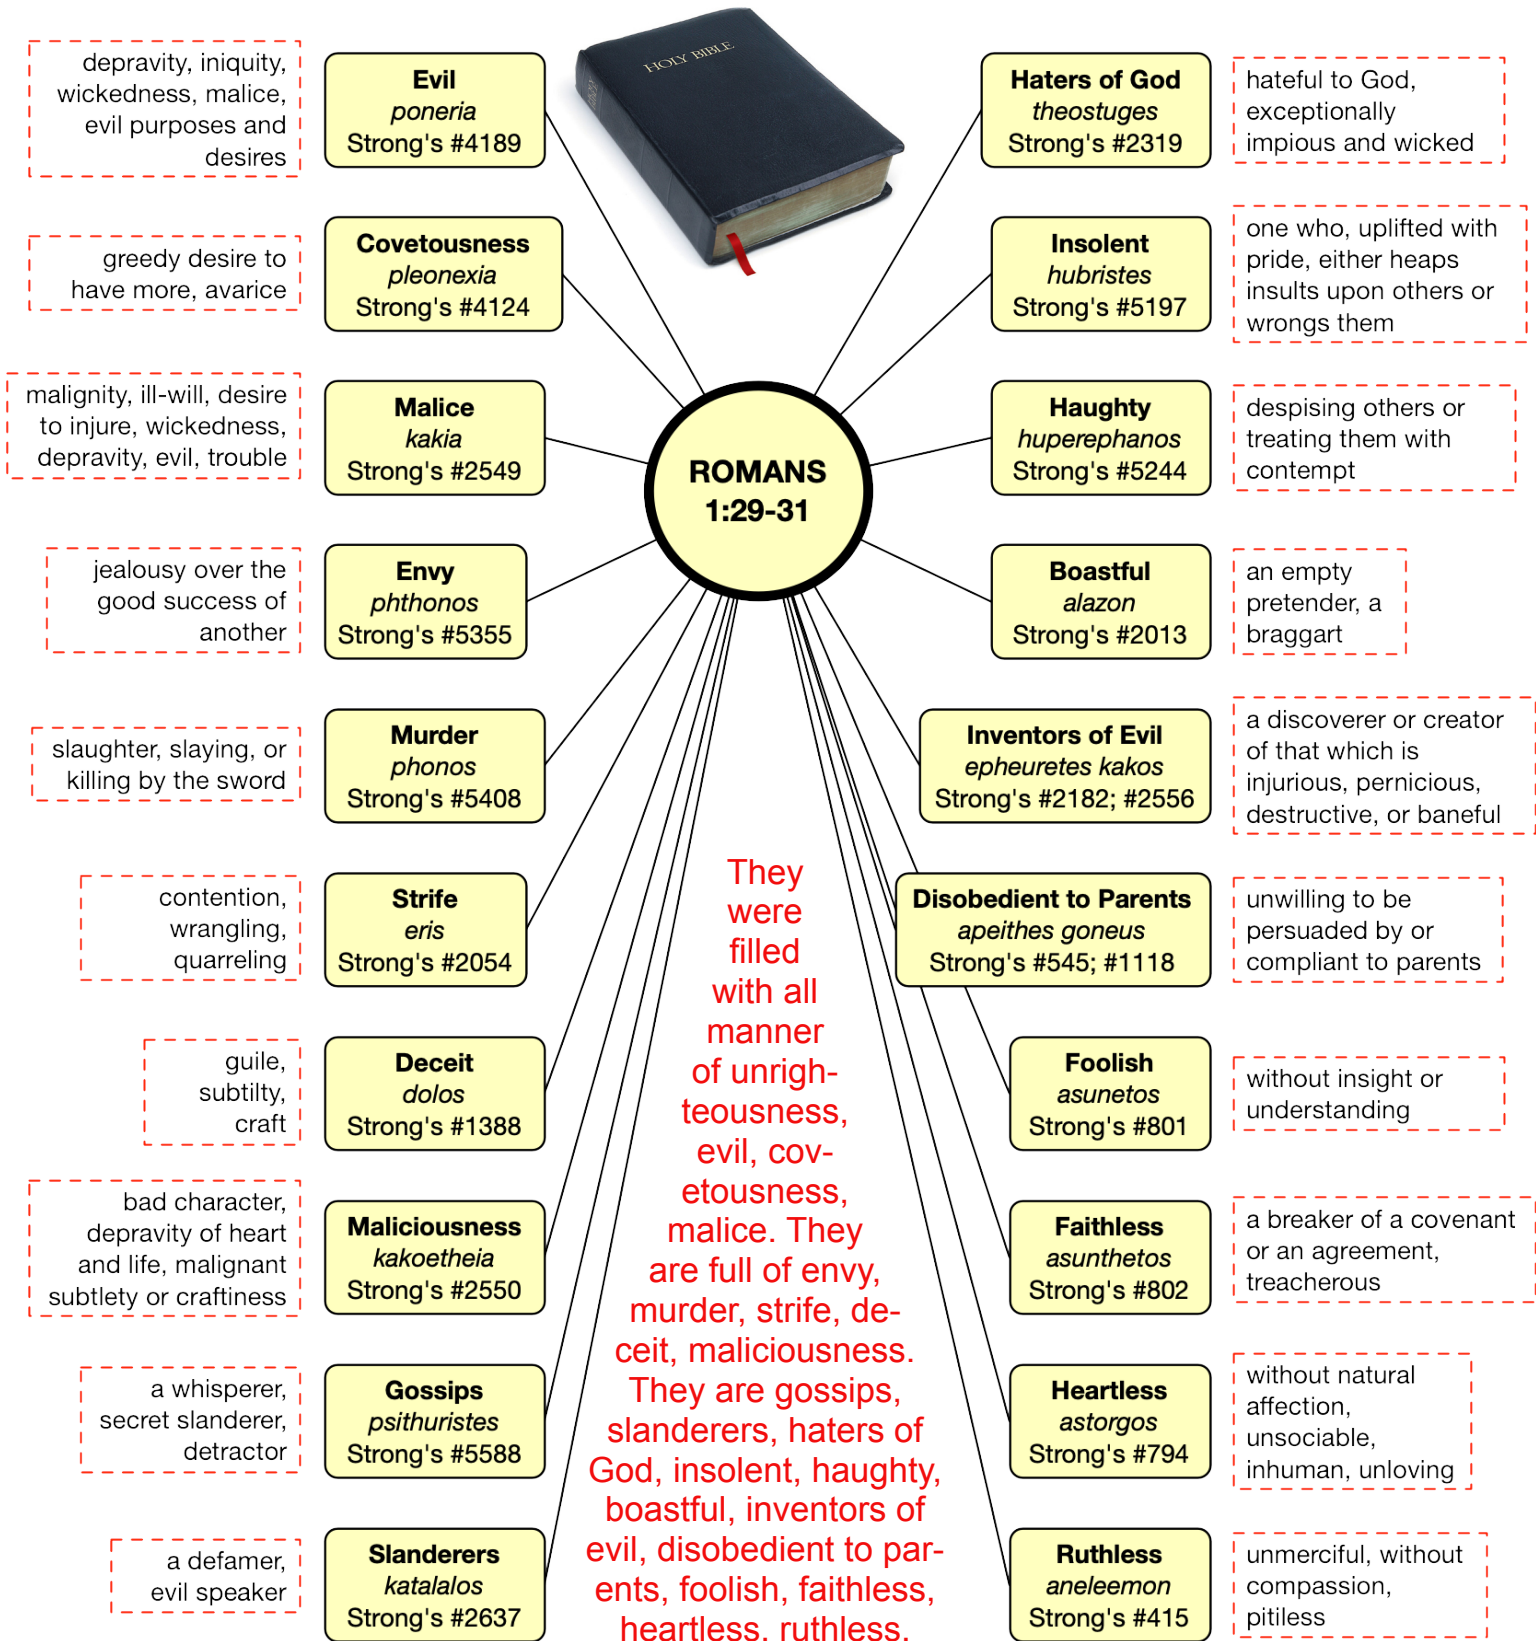 HOLY BIBLE
depravity, iniquity,
wickedness, malice,
evil purposes and
desires
Evil
poneria
Strong's #4189
greedy desire to
have more, avarice
Covetousness
pleonexia
Strong's #4124
malignity, ill-will, desire
to injure, wickedness,
depravity, evil, trouble
Malice
kakia
Strong's #2549
jealousy over the
good success of
another
Envy
phthonos
Strong's #5355
slaughter, slaying, or
killing by the sword
Murder
phonos
Strong's #5408
contention,
wrangling,
quarreling
Strife
eris
Strong's #2054
guile,
subtilty,
craft
Deceit
dolos
Strong's #1388
bad character,
depravity of heart
and life, malignant
subtlety or craftiness
Maliciousness
kakoetheia
Strong's #2550
a whisperer,
secret slanderer,
detractor
Gossips
psithuristes
Strong's #5588
a defamer,
evil speaker
Slanderers
katalalos
Strong's #2637
ROMANS
1:29-31
They
were
filled
with all
manner
of unrigh-
teousness,
evil, cov-
etousness,
malice. They
are full of envy,
murder, strife, de-
ceit, maliciousness.
They are gossips,
slanderers, haters of
God, insolent, haughty,
boastful, inventors of
evil, disobedient to par-
ents, foolish, faithless,
heartless, ruthless.
Haters of God
theostuges
Strong's #2319
hateful to God,
exceptionally
impious and wicked
Insolent
hubristes
Strong's #5197
one who, uplifted with
pride, either heaps
insults upon others or
wrongs them
Haughty
huperephanos
Strong's #5244
despising others or
treating them with
contempt
Boastful
alazon
Strong's #2013
an empty
pretender, a
braggart
Inventors of Evil
epheuretes kakos
Strong's #2182; #2556
a discoverer or creator
of that which is
injurious, pernicious,
destructive, or baneful
Disobedient to Parents
apeithes goneus
Strong's #545; #1118
unwilling to be
persuaded by or
compliant to parents
Foolish
asunetos
Strong's #801
without insight or
understanding
Faithless
asunthetos
Strong's #802
a breaker of a covenant
or an agreement,
treacherous
Heartless
astorgos
Strong's #794
without natural
affection,
unsociable,
inhuman, unloving
Ruthless
aneleemon
Strong's #415
unmerciful, without
compassion,
pitiless